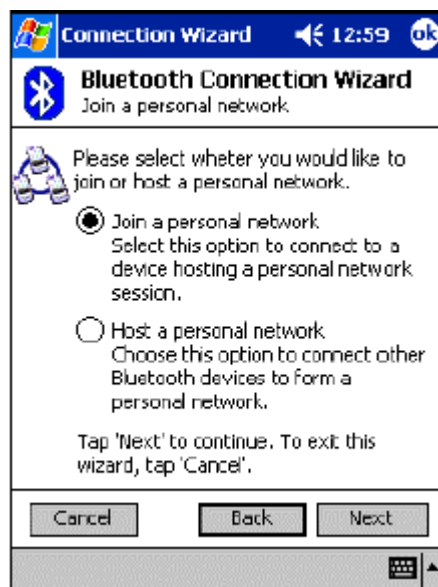 Connection Wizard 12:59 ok
Bluetooth Connection Wizard
Join a personal network
Please select wheter you would like to
join or host a personal network.
Join a personal network
Select this option to connect to a
device hosting a personal network
session.
Host a personal network
Choose this option to connect other
Bluetooth devices to form a
personal network.
Tap 'Next' to continue. To exit this
wizard, tap 'Cancel'.
Cancel Back Next